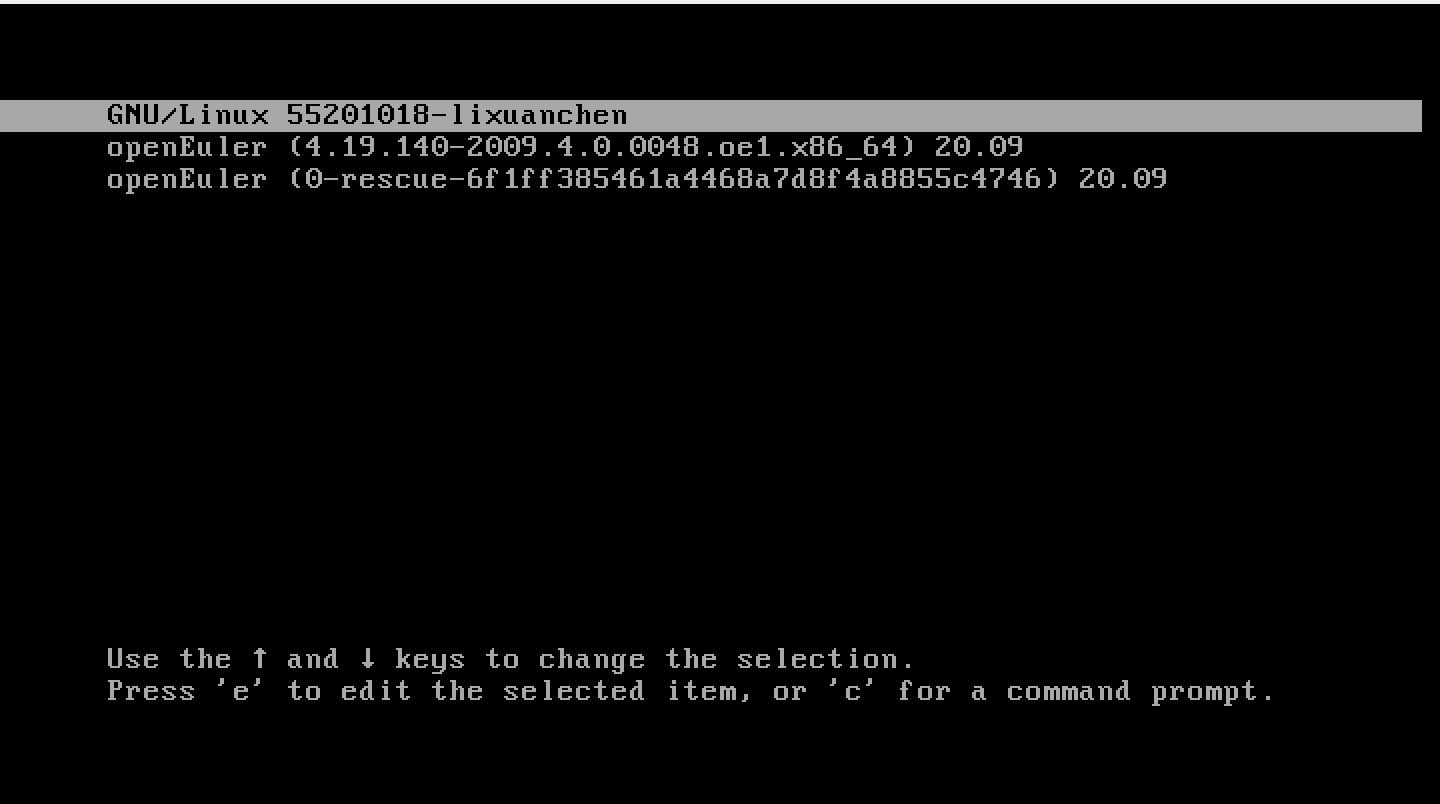 GNU/Linux 55201018-lixuanchen
openEuler (4.19.140-2009.4.0.0048.oe1.x86_64) 20.09
openEuler (0-rescue-6f1ff385461a4468a7d8f4a8855c4746) 20.09
Use the ↑ and ↓ keys to change the selection.
Press 'e' to edit the selected item, or 'c' for a command prompt.